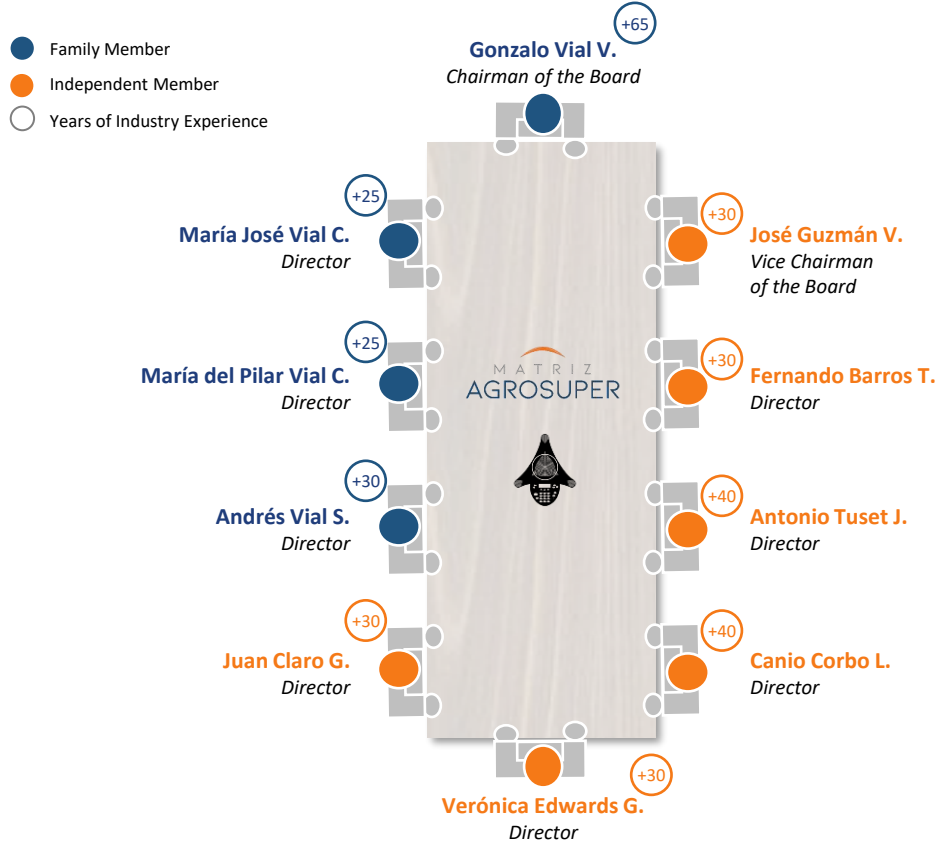 Family Member
Independent Member
Years of Industry Experience
+65
Gonzalo Vial V.
Chairman of the Board
+25
María José Vial C.
Director
+30
José Guzmán V.
Vice Chairman
of the Board
+25
María del Pilar Vial C.
Director
+30
Fernando Barros T.
Director
MATRIZ
AGROSUPER
+30
Andrés Vial S.
Director
+40
Antonio Tuset J.
Director
+30
Juan Claro G.
Director
+40
Canio Corbo L.
Director
+30
Verónica Edwards G.
Director